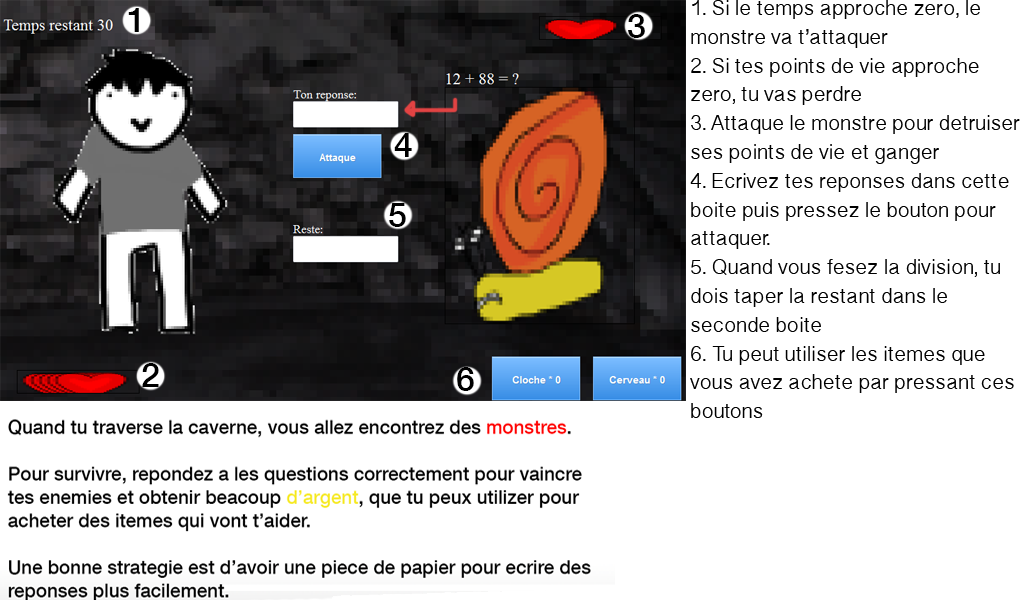 Temps restant 30
1
3
12 + 88 = ?
Ton reponse:
Attaque
4
5
Reste:
2
6
Cloche * 0
Cerveau * 0
1. Si le temps approche zero, le
monstre va t'attaquer
2. Si tes points de vie approche
zero, tu vas perdre
3. Attaque le monstre pour detruiser
ses points de vie et ganger
4. Ecrivez tes reponses dans cette
boite puis pressez le bouton pour
attaquer.
5. Quand vous fesez la division, tu
dois taper la restant dans le
seconde boite
6. Tu peut utiliser les itemes que
vous avez achete par pressant ces
boutons
Quand tu traverse la caverne, vous allez encontrez des monstres.
Pour survivre, repondez a les questions correctement pour vaincre
tes enemies et obtenir beacoup d'argent, que tu peux utilizer pour
acheter des itemes qui vont t'aider.
Une bonne strategie est d'avoir une piece de papier pour ecrire des
reponses plus facilement.